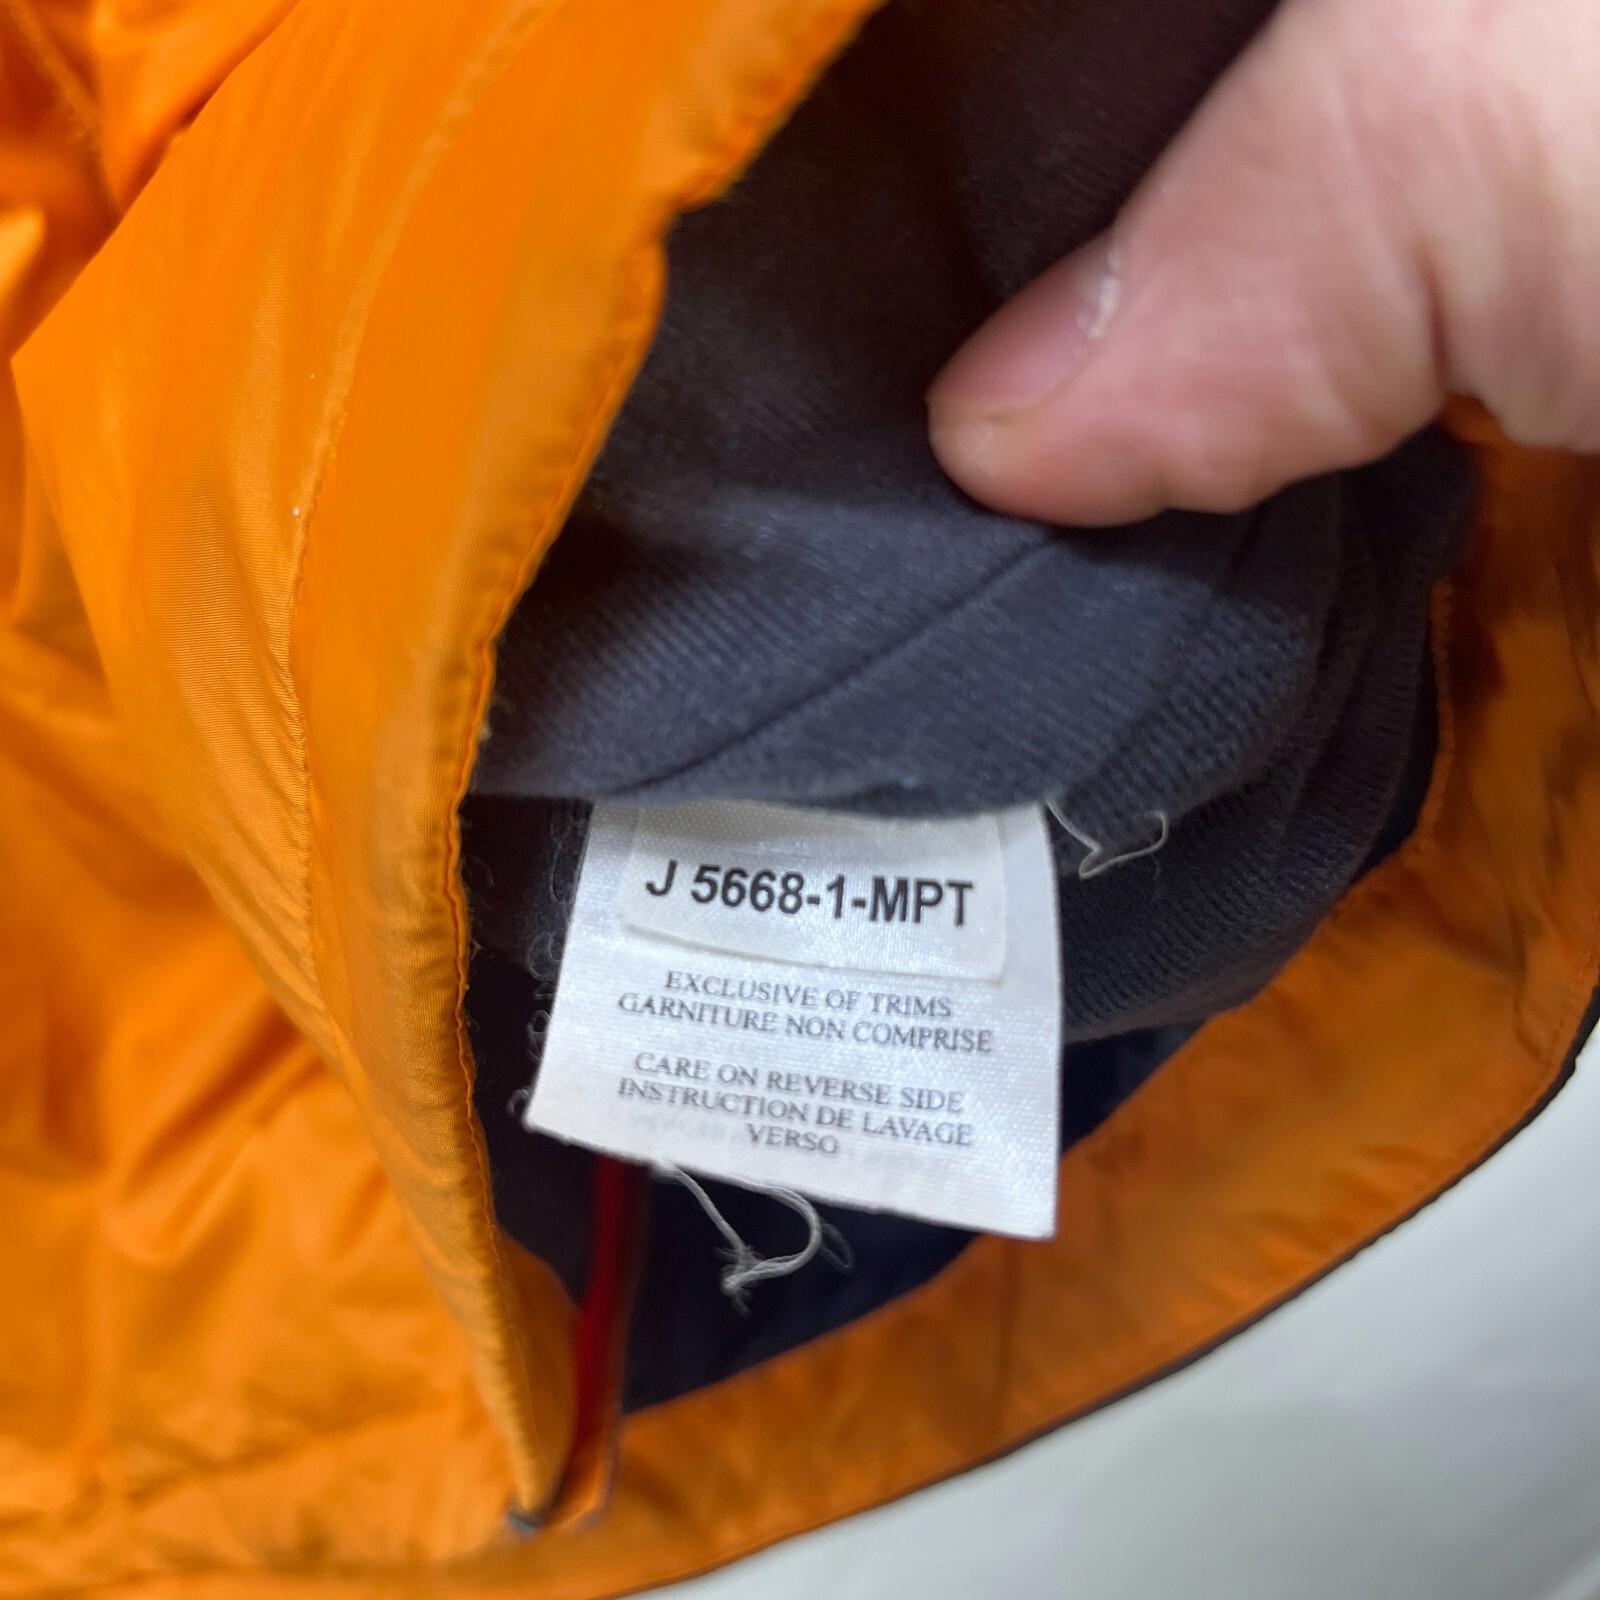 J 5668-1-MPT
EXCLUSIVE OF TRIMS
GARNITURE NON COMPRISE
CARE ON REVERSE SIDE
INSTRUCTION DE LAVAGE
VERSO